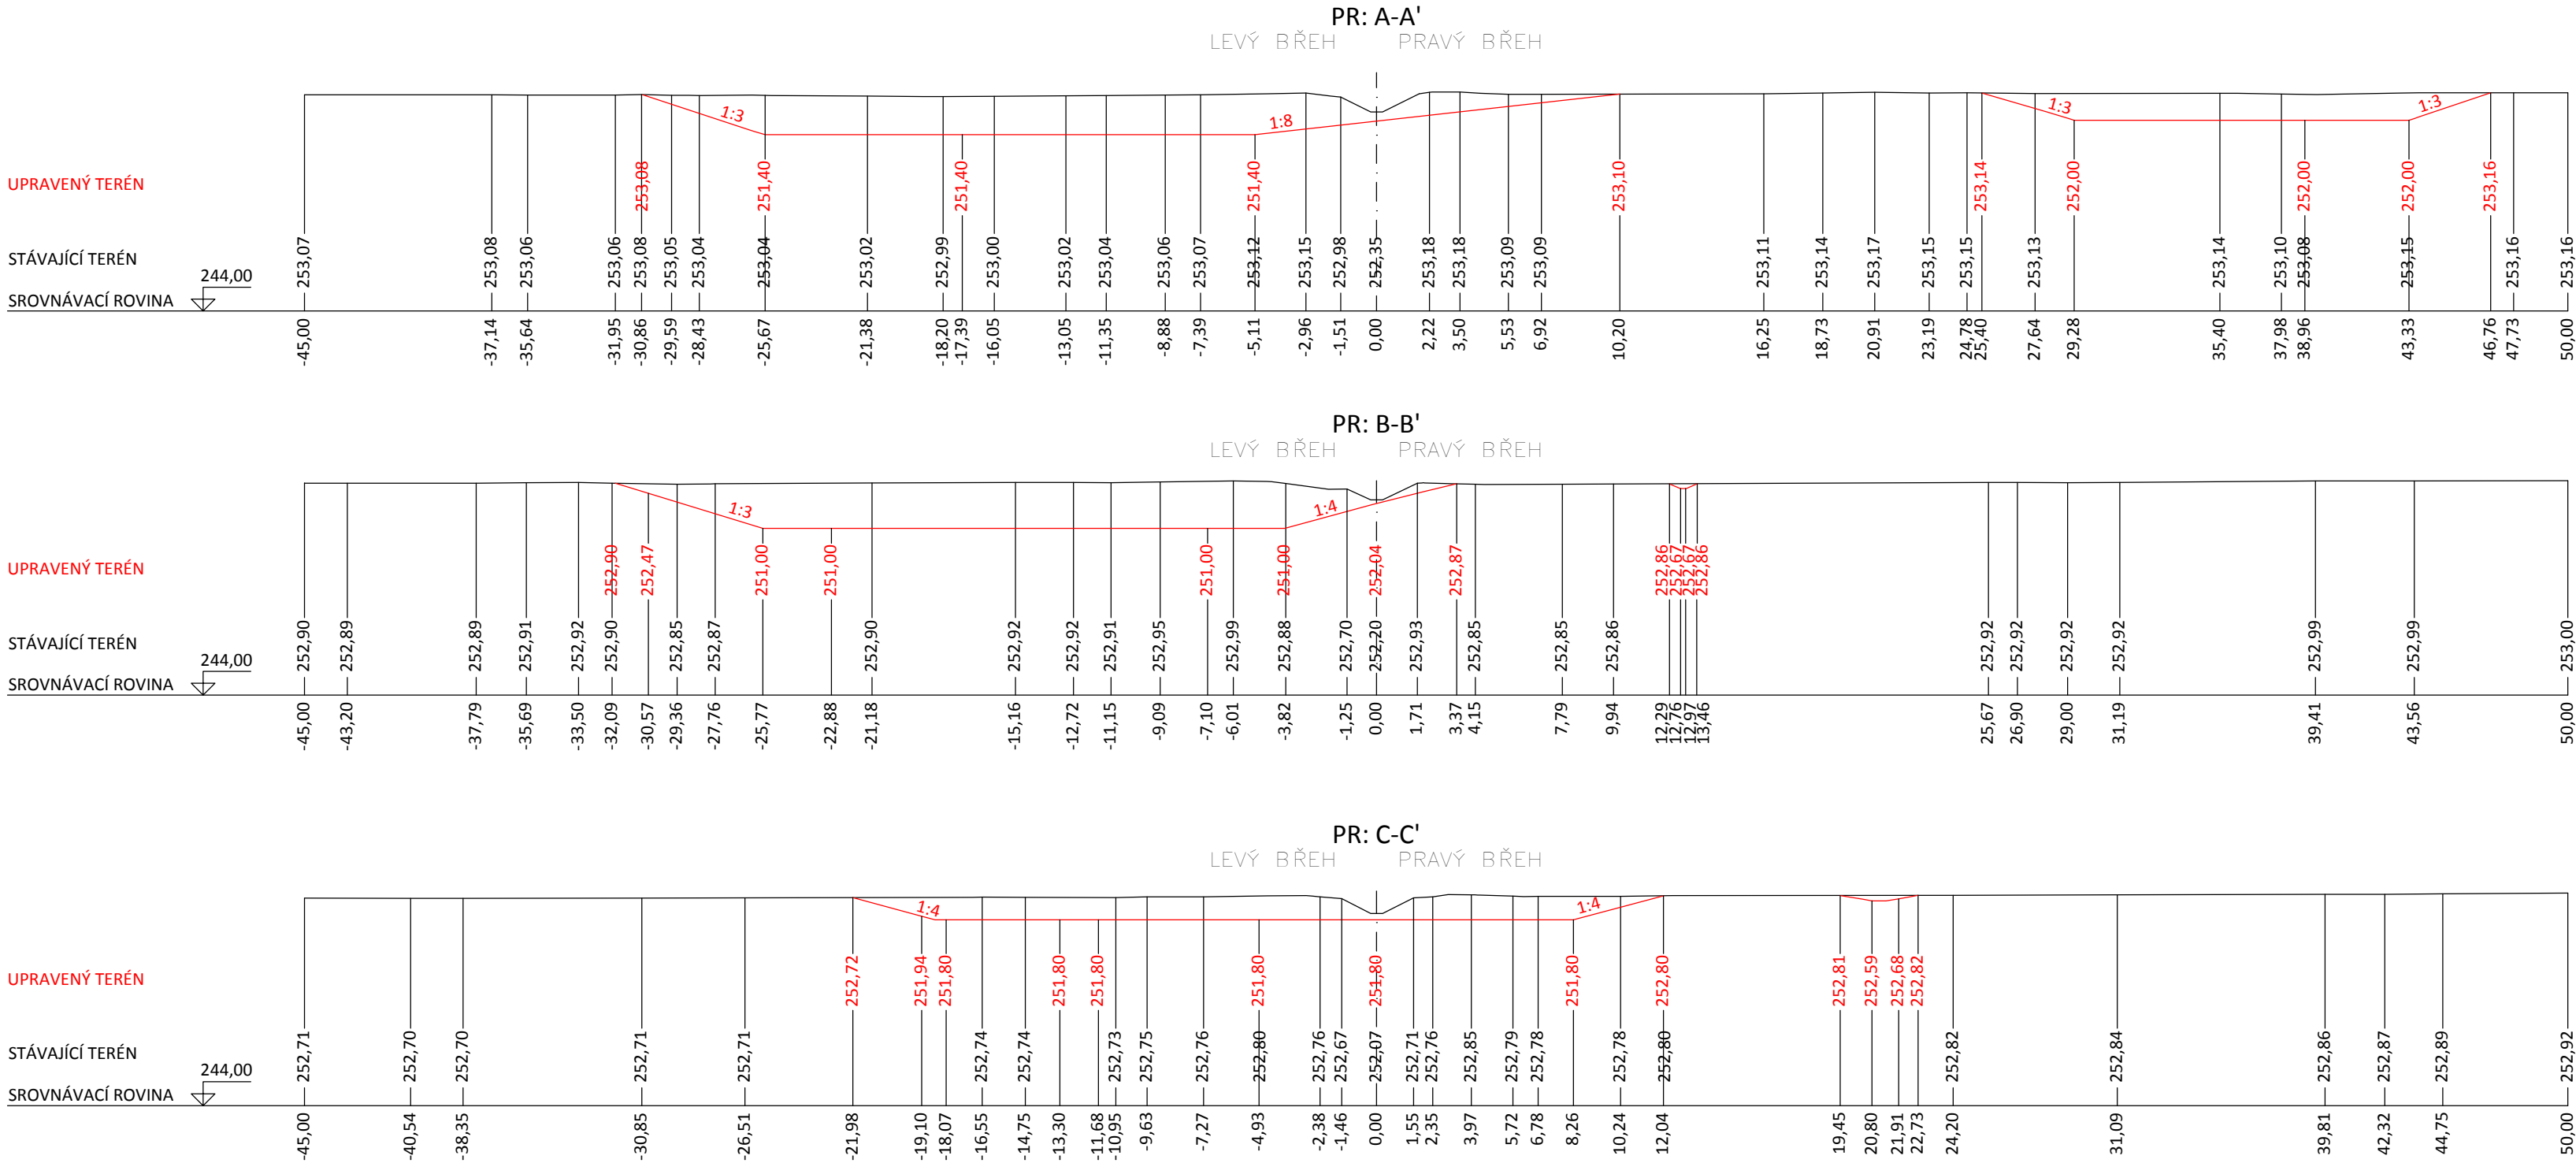 PR: A-A'
LEVÝ BŘEH PRAVÝ BŘEH
1:3 1:8 1:3 1:3
UPRAVENÝ TERÉN 253,08 251,40 251,40 251,40 253,10 253,14 252,00 252,00 252,00 253,16
STÁVAJÍCÍ TERÉN 253,07 253,08 253,06 253,06 253,08 253,05 253,04 253,04 253,02 252,99 253,00 253,02 253,04 253,06 253,07 253,12 253,15 252,98 252,35 253,18 253,18 253,09 253,09 253,11 253,14 253,17 253,15 253,15 253,13 253,14 253,10 253,08 253,15 253,16 253,16
244,00
SROVNÁVACÍ ROVINA
-45,00 -37,14 -35,64 -31,95 -30,86 -29,59 -28,43 -25,67 -21,38 -18,20 -17,39 -16,05 -13,05 -11,35 -8,88 -7,39 -5,11 -2,96 -1,51 0,00 2,22 3,50 5,53 6,92 10,20 16,25 18,73 20,91 23,19 24,78 25,40 27,64 29,28 35,40 37,98 38,96 43,33 46,76 47,73 50,00
PR: B-B'
LEVÝ BŘEH PRAVÝ BŘEH
1:3 1:4
UPRAVENÝ TERÉN 252,90 252,47 251,00 251,00 251,00 251,00 252,04 252,87 252,86 252,67 252,67 252,86
STÁVAJÍCÍ TERÉN 252,90 252,89 252,89 252,91 252,92 252,90 252,85 252,87 252,90 252,92 252,92 252,91 252,95 252,99 252,88 252,70 252,20 252,93 252,85 252,85 252,86 252,92 252,92 252,92 252,92 252,99 252,99 253,00
244,00
SROVNÁVACÍ ROVINA
-45,00 -43,20 -37,79 -35,69 -33,50 -32,09 -30,57 -29,36 -27,76 -25,77 -22,88 -21,18 -15,16 -12,72 -11,15 -9,09 -7,10 -6,01 -3,82 -1,25 0,00 1,71 3,37 4,15 7,79 9,94 12,29 12,76 12,97 13,46 25,67 26,90 29,00 31,19 39,41 43,56 50,00
PR: C-C'
LEVÝ BŘEH PRAVÝ BŘEH
1:4 1:4
UPRAVENÝ TERÉN 252,72 251,94 251,80 251,80 251,80 251,80 251,80 251,80 252,80 252,81 252,59 252,68 252,82
STÁVAJÍCÍ TERÉN 252,71 252,70 252,70 252,71 252,71 252,74 252,74 252,73 252,75 252,76 252,80 252,76 252,67 252,07 252,71 252,76 252,85 252,79 252,78 252,78 252,80 252,82 252,84 252,86 252,87 252,89 252,92
244,00
SROVNÁVACÍ ROVINA
-45,00 -40,54 -38,35 -30,85 -26,51 -21,98 -19,10 -18,07 -16,55 -14,75 -13,30 -11,68 -10,95 -9,63 -7,27 -4,93 -2,38 -1,46 0,00 1,55 2,35 3,97 5,72 6,78 8,26 10,24 12,04 19,45 20,80 21,91 22,73 24,20 31,09 39,81 42,32 44,75 50,00